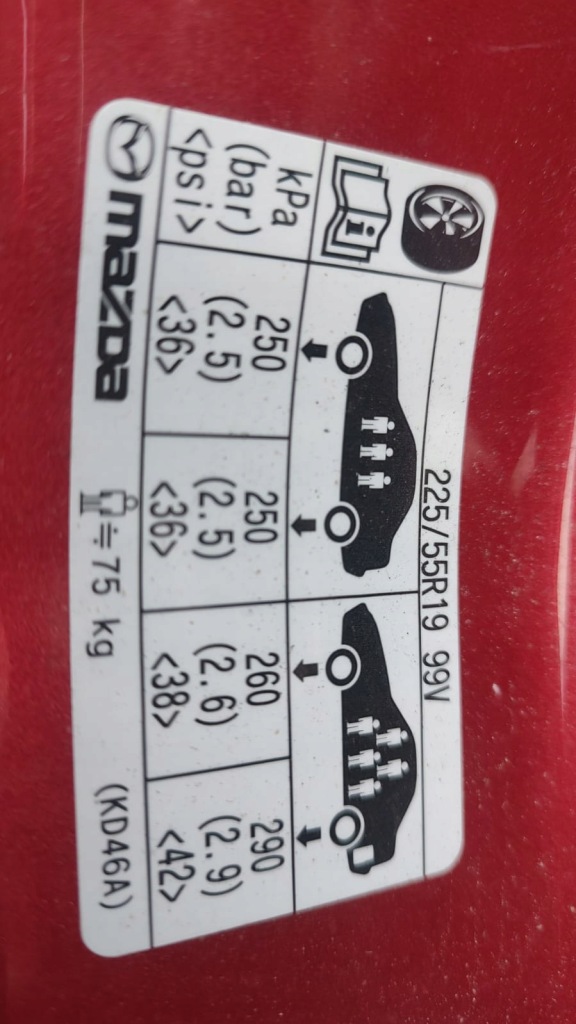 225/55R19 99V
kPa
(bar)
<psi>
250
(2.5)
<36>
250
(2.5)
<36>
260
(2.6)
<38>
290
(2.9)
<42>
mazda
≒75 kg
(KD46A)